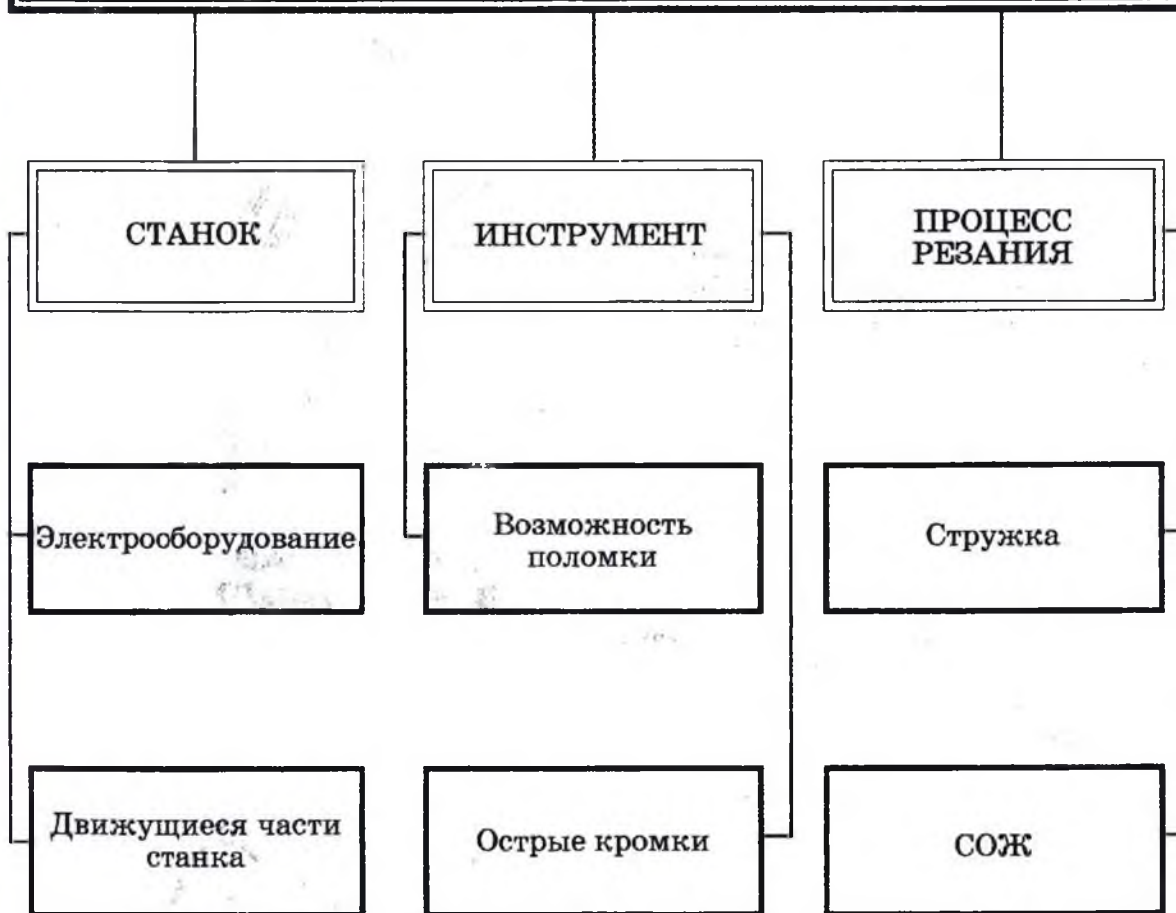 СТАНОК
ИНСТРУМЕНТ
ПРОЦЕСС
РЕЗАНИЯ
Электрооборудование
Возможность
поломки
Стружка
Движущиеся части
станка
Острые кромки
СОЖ